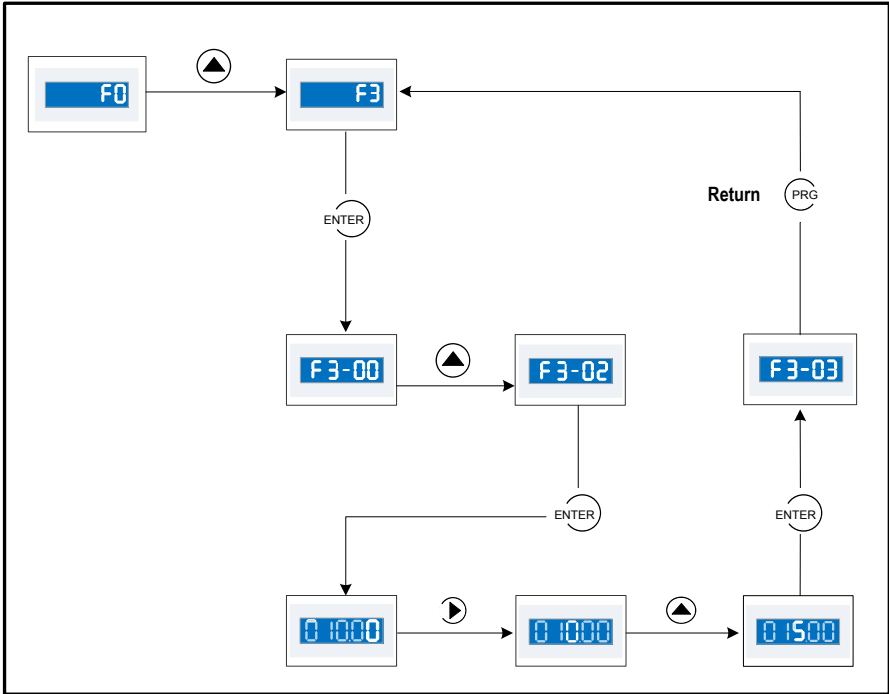 F0
F3
Return
PRG
ENTER
F3-00
F3-02
F3-03
ENTER
ENTER
010.00
010.00
015.00